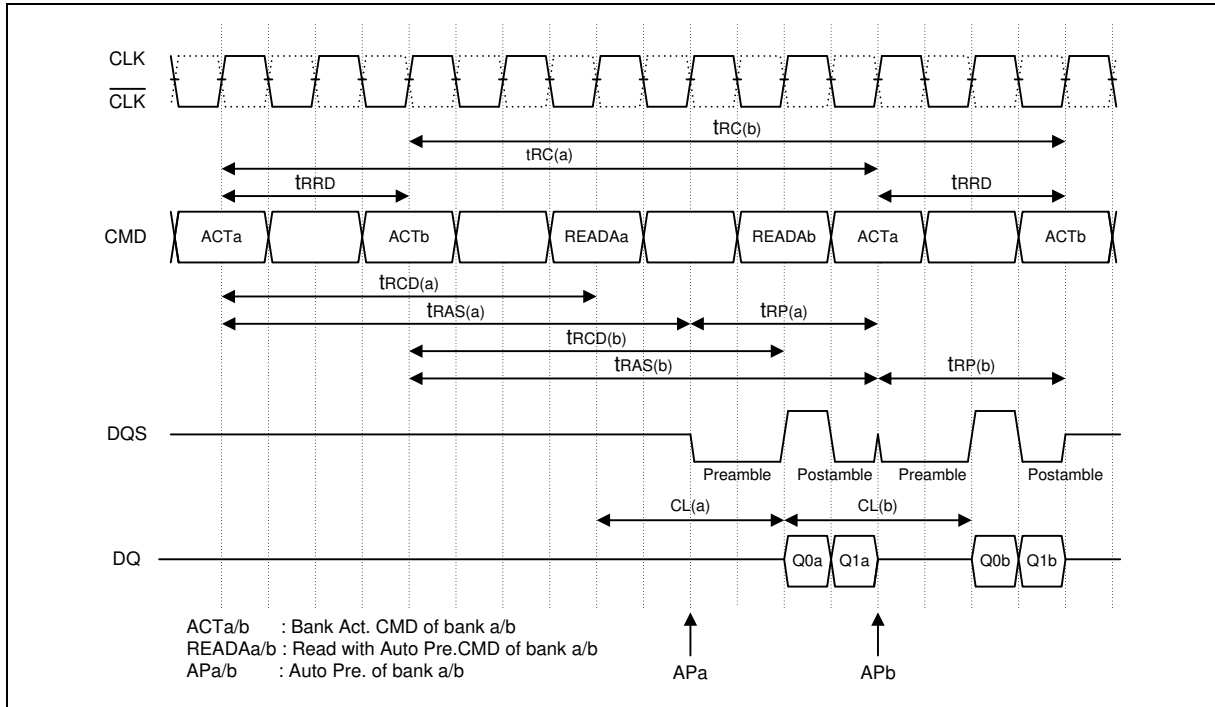 CLK
CLK
tRC(b)
tRC(a)
tRRD
tRRD
CMD
ACTa
ACTb
READAa
READAb
ACTa
ACTb
tRCD(a)
tRAS(a)
tRP(a)
tRCD(b)
tRAS(b)
tRP(b)
DQS
Preamble
Postamble
Preamble
Postamble
CL(a)
CL(b)
DQ
Q0a
Q1a
Q0b
Q1b
ACTa/b : Bank Act. CMD of bank a/b
READAa/b : Read with Auto Pre.CMD of bank a/b
APa/b : Auto Pre. of bank a/b
APa
APb